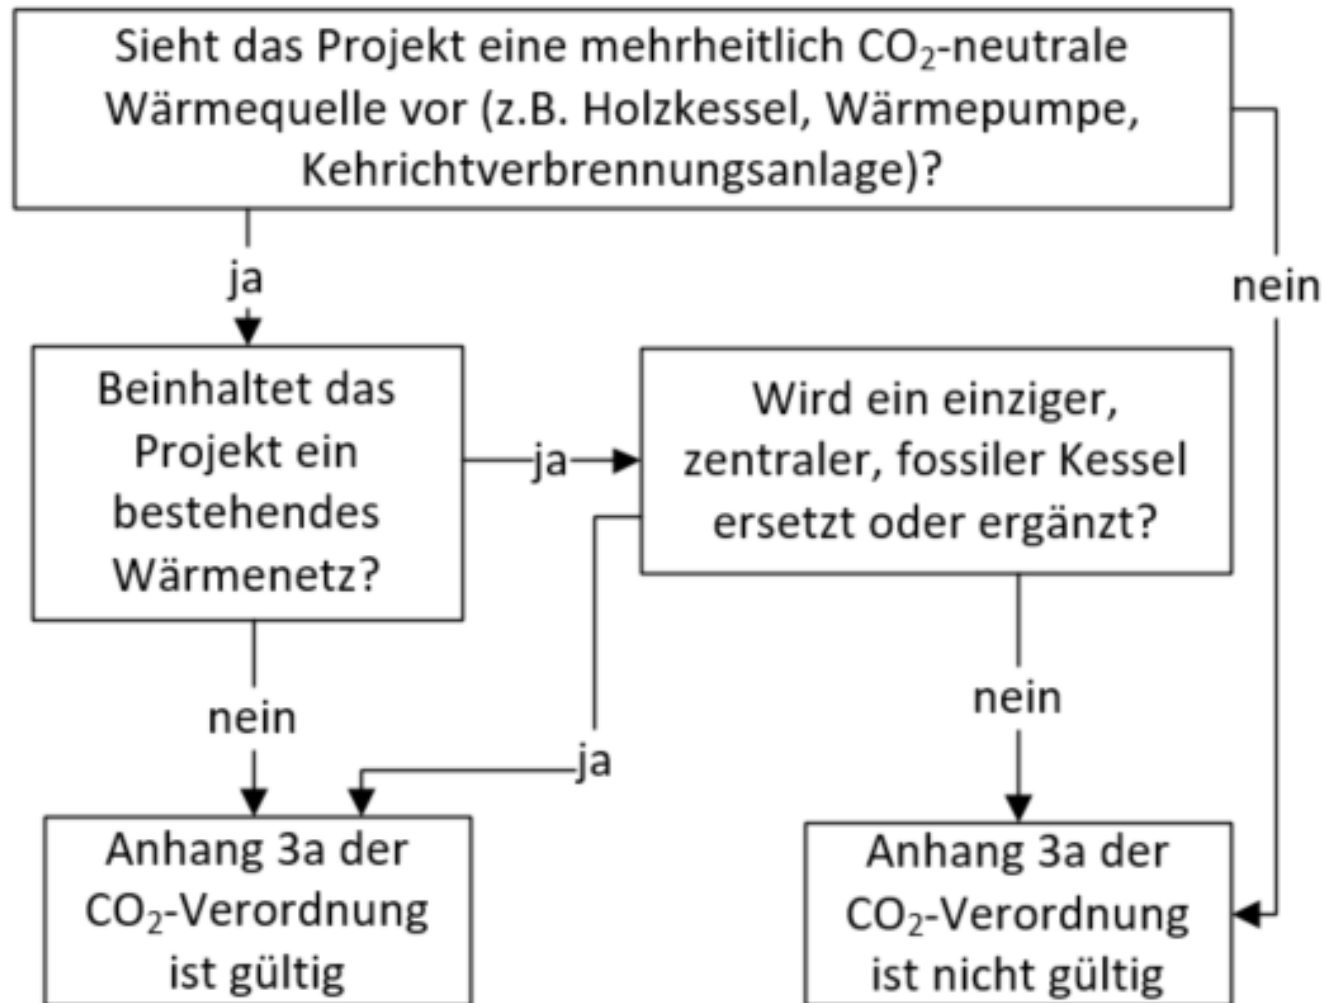 Sieht das Projekt eine mehrheitlich CO₂-neutrale
Wärmequelle vor (z.B. Holzkessel, Wärmepumpe,
Kehrichtverbrennungsanlage)?
ja
nein
Beinhaltet das
Projekt ein
bestehendes
Wärmenetz?
ja
Wird ein einziger,
zentraler, fossiler Kessel
ersetzt oder ergänzt?
nein
ja
nein
Anhang 3a der
CO₂-Verordnung
ist gültig
Anhang 3a der
CO₂-Verordnung
ist nicht gültig